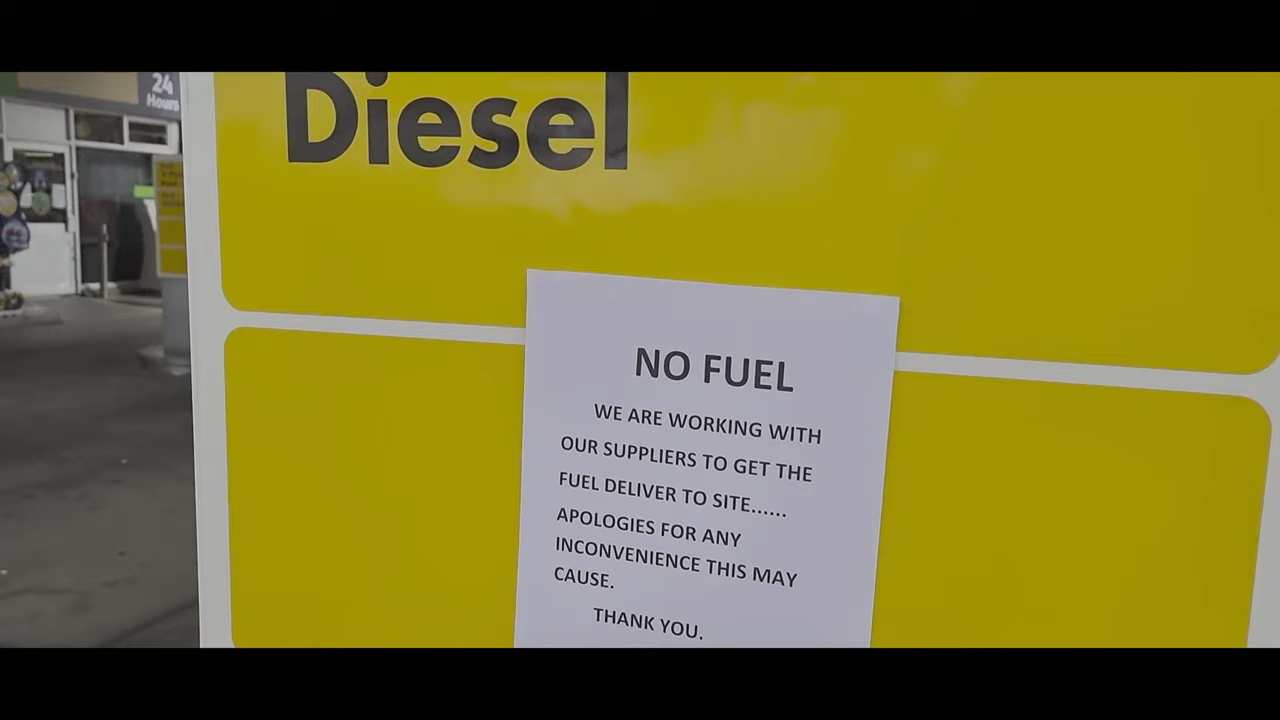 24
Hours
Diesel
NO FUEL
WE ARE WORKING WITH
OUR SUPPLIERS TO GET THE
FUEL DELIVER TO SITE......
APOLOGIES FOR ANY
INCONVENIENCE THIS MAY
CAUSE.
THANK YOU.